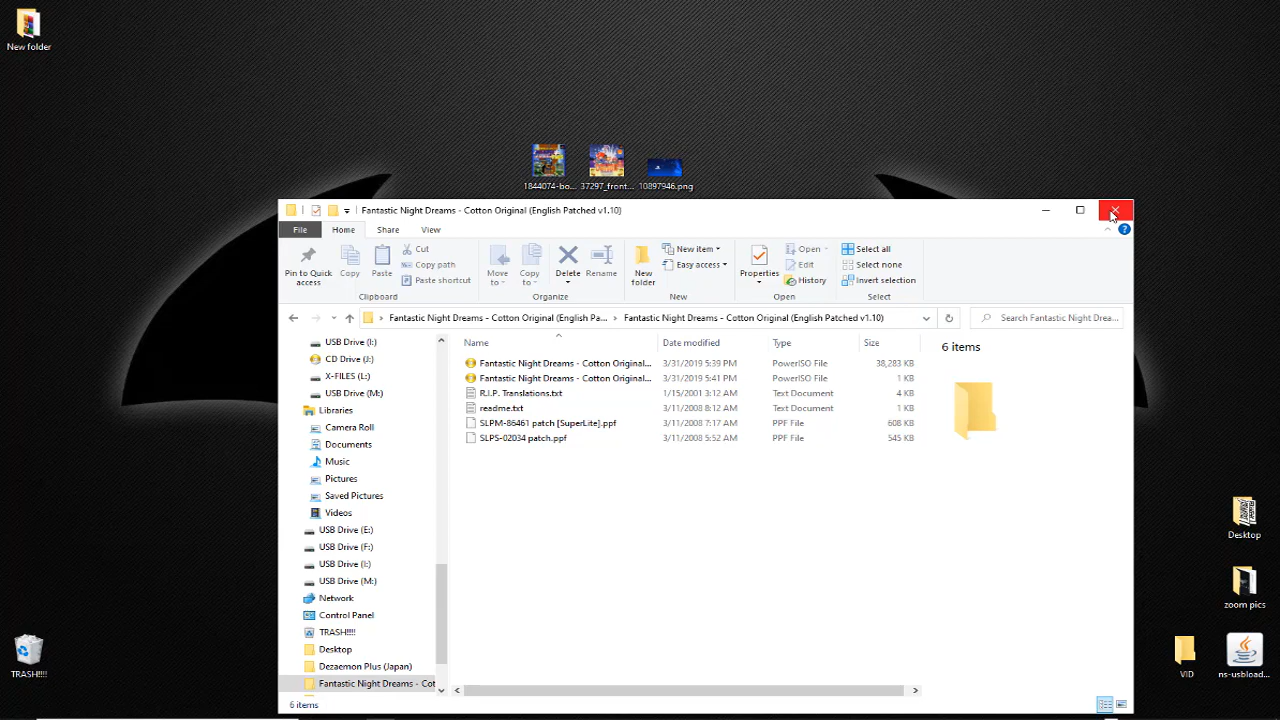 New folder
1844074-bo...
37297_front...
10897946.png
Fantastic Night Dreams - Cotton Original (English Patched v1.10)
File
Home
Share
View
Pin to Quick access
Copy
Paste
Cut
Copy path
Paste shortcut
Clipboard
Move to
Copy to
Delete
Rename
Organize
New folder
New item
Easy access
New
Properties
Open
Edit
History
Open
Select all
Select none
Invert selection
Select
Fantastic Night Dreams - Cotton Original (English Pa...
Fantastic Night Dreams - Cotton Original (English Patched v1.10)
Search Fantastic Night Drea...
USB Drive (I:)
CD Drive (J:)
X-FILES (L:)
USB Drive (M:)
Libraries
Camera Roll
Documents
Music
Pictures
Saved Pictures
Videos
USB Drive (E:)
USB Drive (F:)
USB Drive (I:)
USB Drive (M:)
Network
Control Panel
TRASH!!!!
Desktop
Dezaemon Plus (Japan)
Fantastic Night Dreams - Cot
Name Date modified Type Size
Fantastic Night Dreams - Cotton Original... 3/31/2019 5:39 PM PowerISO File 38,283 KB
Fantastic Night Dreams - Cotton Original... 3/31/2019 5:41 PM PowerISO File 1 KB
R.I.P. Translations.txt 1/15/2001 3:12 AM Text Document 4 KB
readme.txt 3/11/2008 8:12 AM Text Document 1 KB
SLPM-86461 patch [SuperLite].ppf 3/11/2008 7:17 AM PPF File 608 KB
SLPS-02034 patch.ppf 3/11/2008 5:52 AM PPF File 545 KB
6 items
6 items
Desktop
zoom pics
VID
ns-usbload...
TRASH!!!!